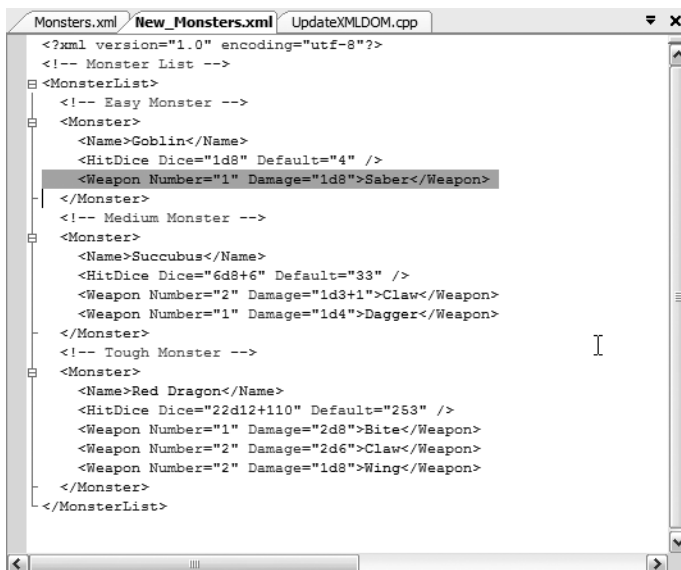 Monsters.xml New_Monsters.xml UpdateXMLDOM.cpp
<?xml version="1.0" encoding="utf-8"?>
<!-- Monster List -->
<MonsterList>
<!-- Easy Monster -->
<Monster>
<Name>Goblin</Name>
<HitDice Dice="1d8" Default="4" />
<Weapon Number="1" Damage="1d8">Saber</Weapon>
</Monster>
<!-- Medium Monster -->
<Monster>
<Name>Succubus</Name>
<HitDice Dice="6d8+6" Default="33" />
<Weapon Number="2" Damage="1d3+1">Claw</Weapon>
<Weapon Number="1" Damage="1d4">Dagger</Weapon>
</Monster>
<!-- Tough Monster -->
<Monster>
<Name>Red Dragon</Name>
<HitDice Dice="22d12+110" Default="253" />
<Weapon Number="1" Damage="2d8">Bite</Weapon>
<Weapon Number="2" Damage="2d6">Claw</Weapon>
<Weapon Number="2" Damage="1d8">Wing</Weapon>
</Monster>
</MonsterList>